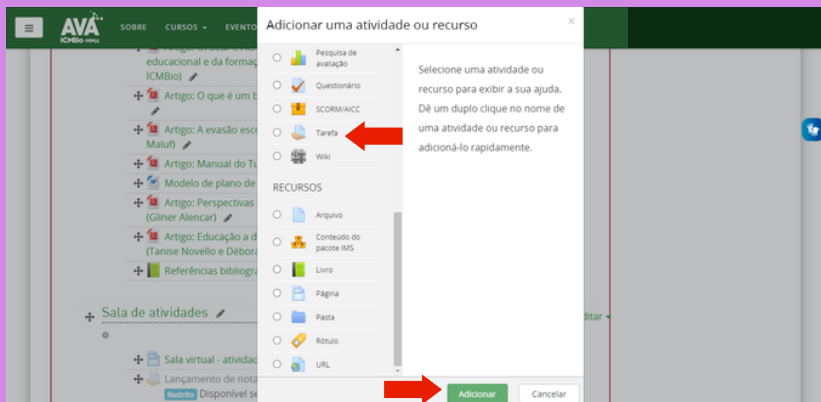 AVA
ICMBio-MMA
SOBRE
CURSOS
EVENTO
educacional e da formaç
ICMBio)
Artigo: O que é um b
Artigo: A evasão esco
Maluf)
Artigo: Manual do Tu
Modelo de plano de
Artigo: Perspectivas
(Gliner Alencar)
Artigo: Educação a d
(Tanise Novello e Débora
Referências bibliogra
Sala de atividades
Sala virtual - atividad
Lançamento de nota
Restrito Disponível se
ditar
Adicionar uma atividade ou recurso
×
Pesquisa de
avaliação
Questionário
SCORM/AICC
Tarefa
Wiki
RECURSOS
Arquivo
Conteúdo do
pacote IMS
Livro
Página
Pasta
Rótulo
URL
Selecione uma atividade ou
recurso para exibir a sua ajuda.
Dê um duplo clique no nome de
uma atividade ou recurso para
adicioná-lo rapidamente.
Adicionar
Cancelar